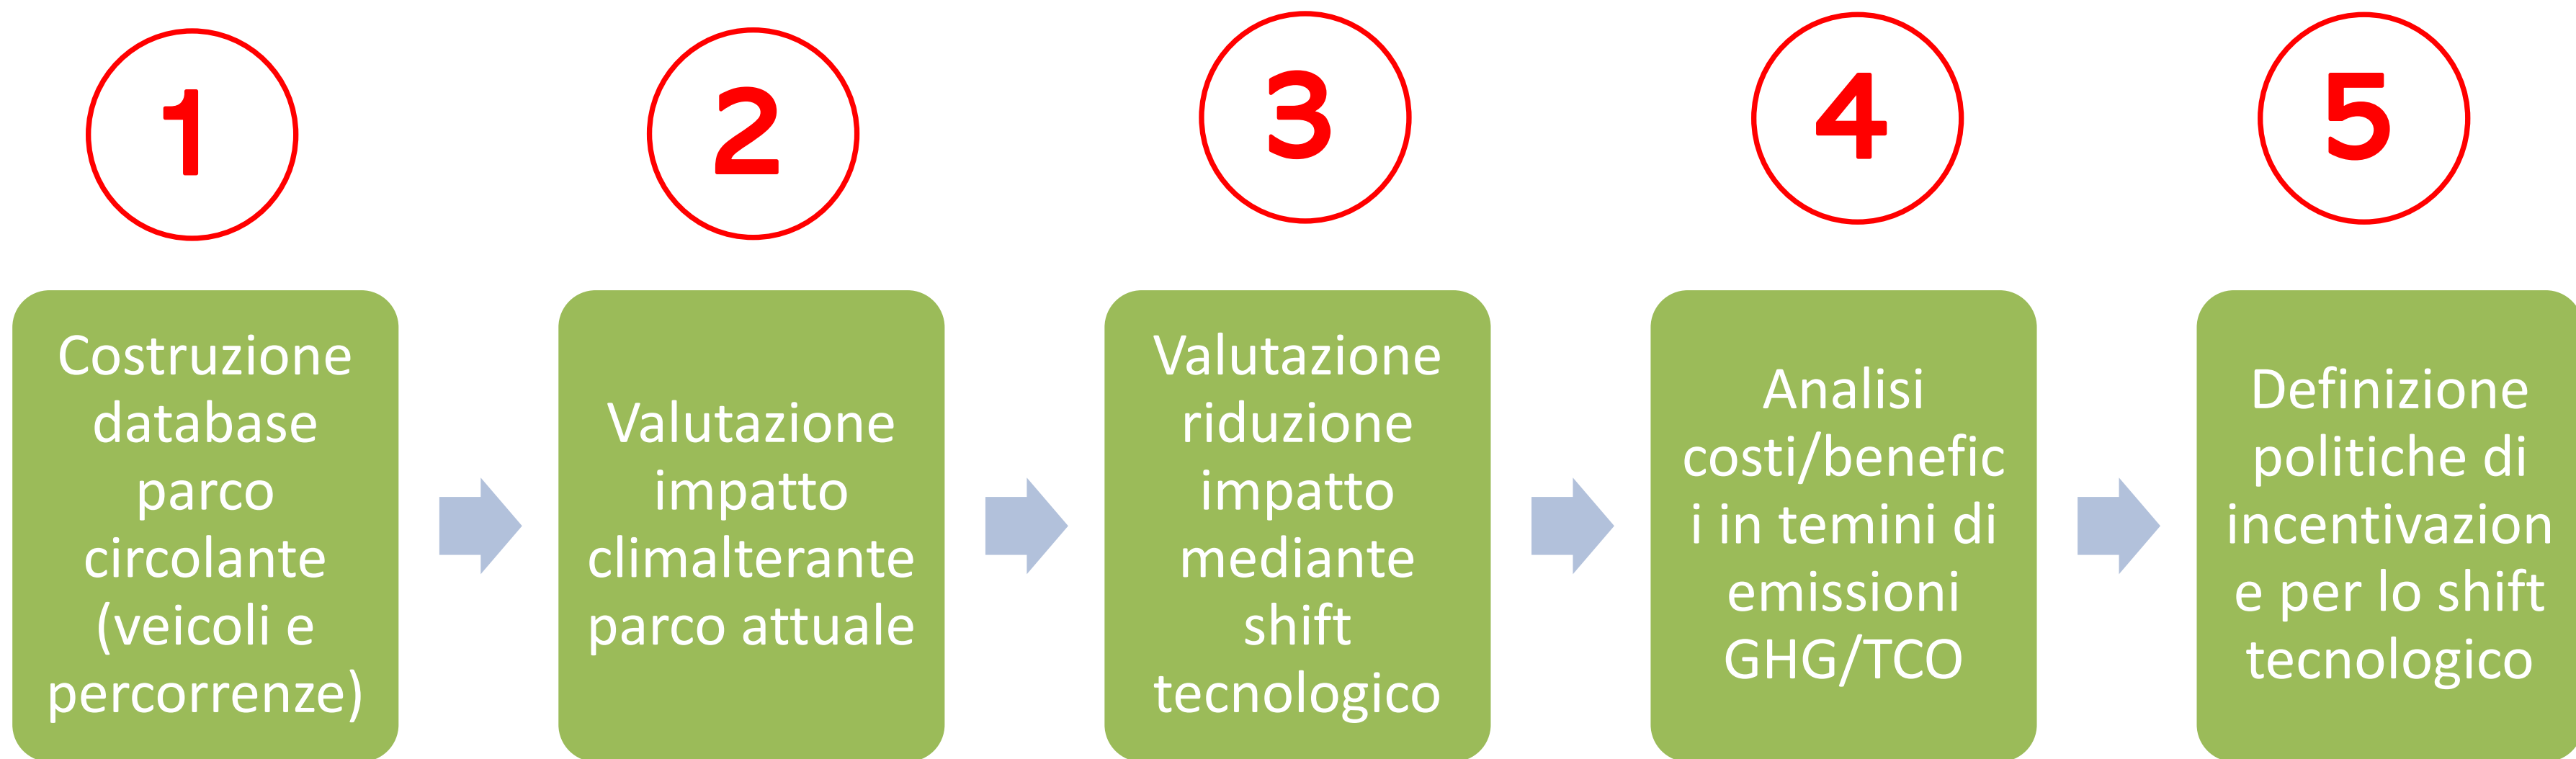 1
Costruzione
database
parco
circolante
(veicoli e
percorrenze)
2
Valutazione
impatto
climalterante
parco attuale
3
Valutazione
riduzione
impatto
mediante
shift
tecnologico
4
Analisi
costi/benefic
i in temini di
emissioni
GHG/TCO
5
Definizione
politiche di
incentivazion
e per lo shift
tecnologico